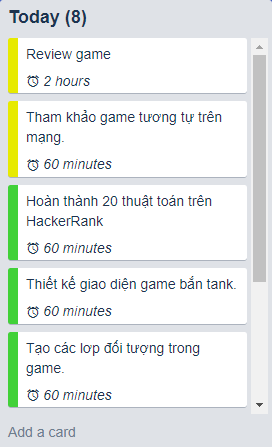 Today (8)
Review game
2 hours
Tham khảo game tương tự trên
mạng.
60 minutes
Hoàn thành 20 thuật toán trên
HackerRank
60 minutes
Thiết kế giao diện game bắn tank.
60 minutes
Tạo các lơp đối tượng trong
game.
60 minutes
Add a card